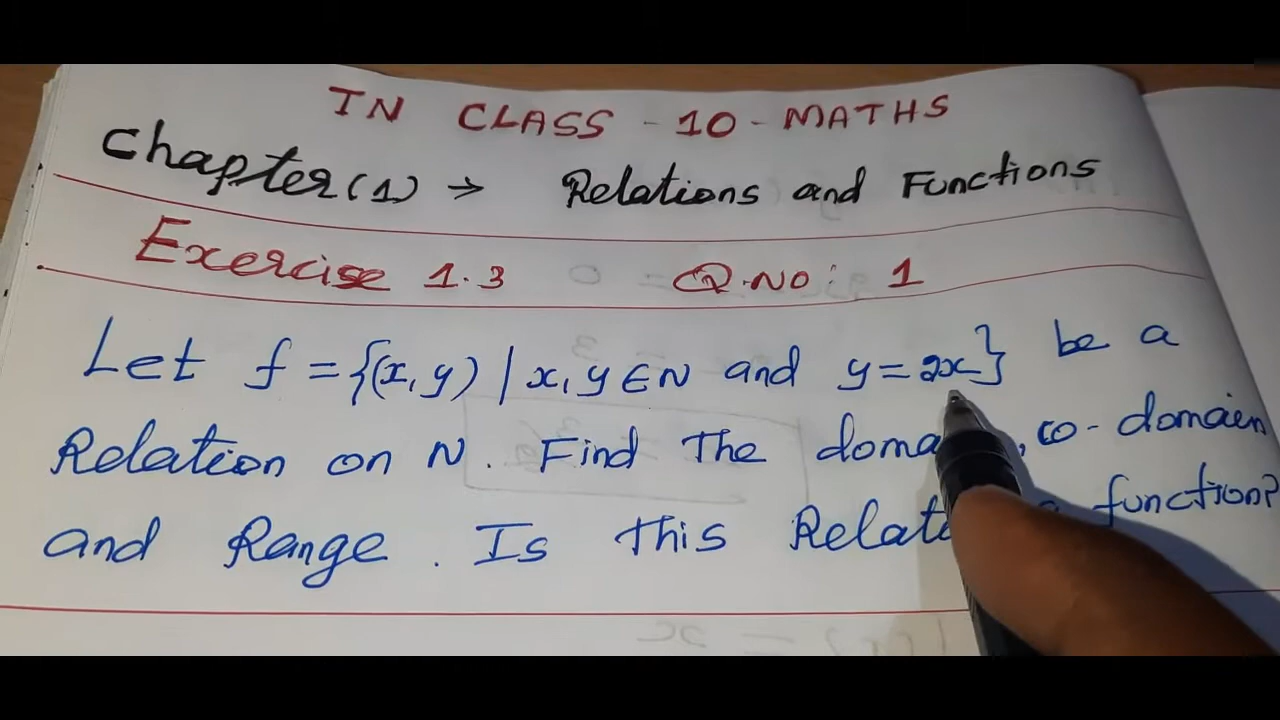 TN CLASS - 10 - MATHS
Chapter (1) → Relations and Functions
Exercise 1.3 Q.NO: 1
Let f = {(x, y) | x, y ∈ N and y = 2x} be a
Relation on N. Find The domain, co-domain
and Range. Is This function?